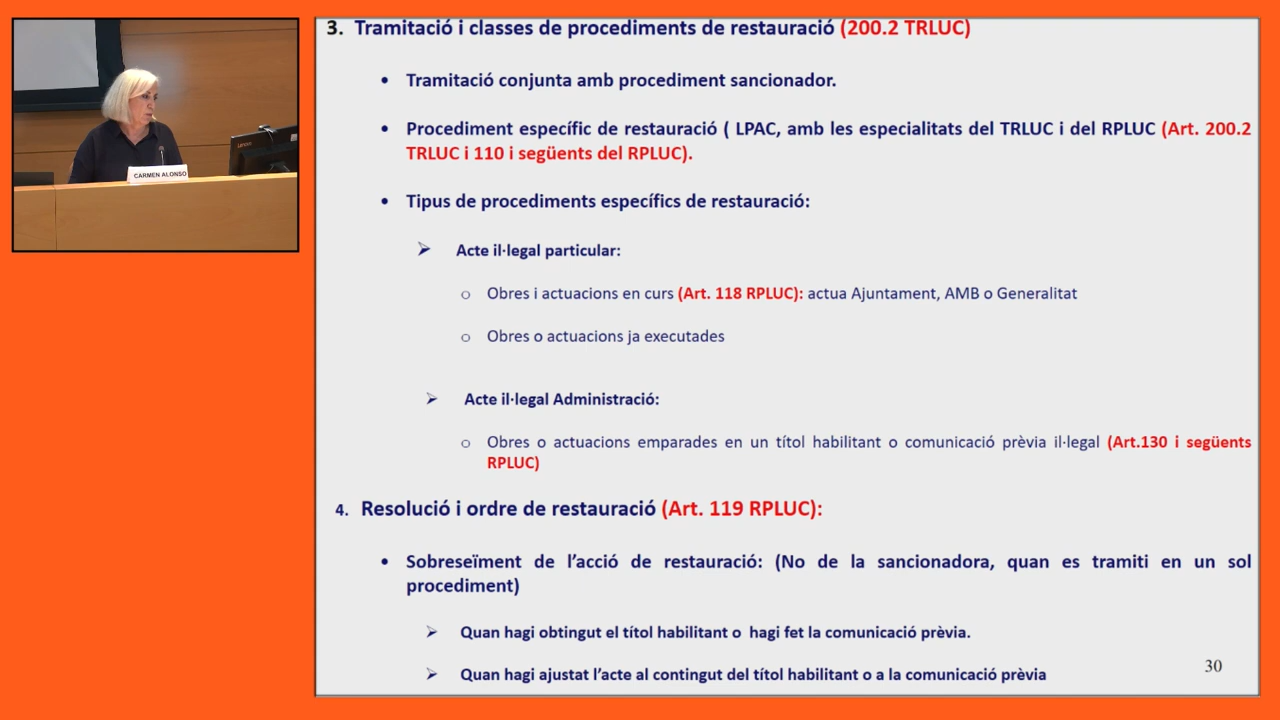 3. Tramitació i classes de procediments de restauració (200.2 TRLUC)
• Tramitació conjunta amb procediment sancionador.
• Procediment específic de restauració ( LPAC, amb les especialitats del TRLUC i del RPLUC (Art. 200.2
TRLUC i 110 i següents del RPLUC).
• Tipus de procediments específics de restauració:
➢ Acte il·legal particular:
o Obres i actuacions en curs (Art. 118 RPLUC): actua Ajuntament, AMB o Generalitat
o Obres o actuacions ja executades
➢ Acte il·legal Administració:
o Obres o actuacions emparades en un títol habilitant o comunicació prèvia il·legal (Art.130 i següents
RPLUC)
4. Resolució i ordre de restauració (Art. 119 RPLUC):
• Sobreseïment de l’acció de restauració: (No de la sancionadora, quan es tramiti en un sol
procediment)
➢ Quan hagi obtingut el títol habilitant o hagi fet la comunicació prèvia.
➢ Quan hagi ajustat l’acte al contingut del títol habilitant o a la comunicació prèvia
30
CARMEN ALONSO
Lenovo